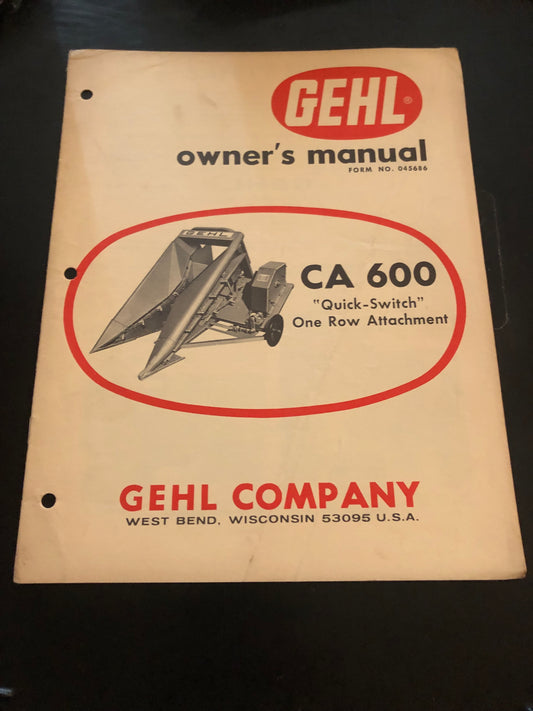 GEHL®
owner's manual
FORM NO. 045686
GEHL
CA 600
"Quick-Switch"
One Row Attachment
GEHL COMPANY
WEST BEND, WISCONSIN 53095 U.S.A.